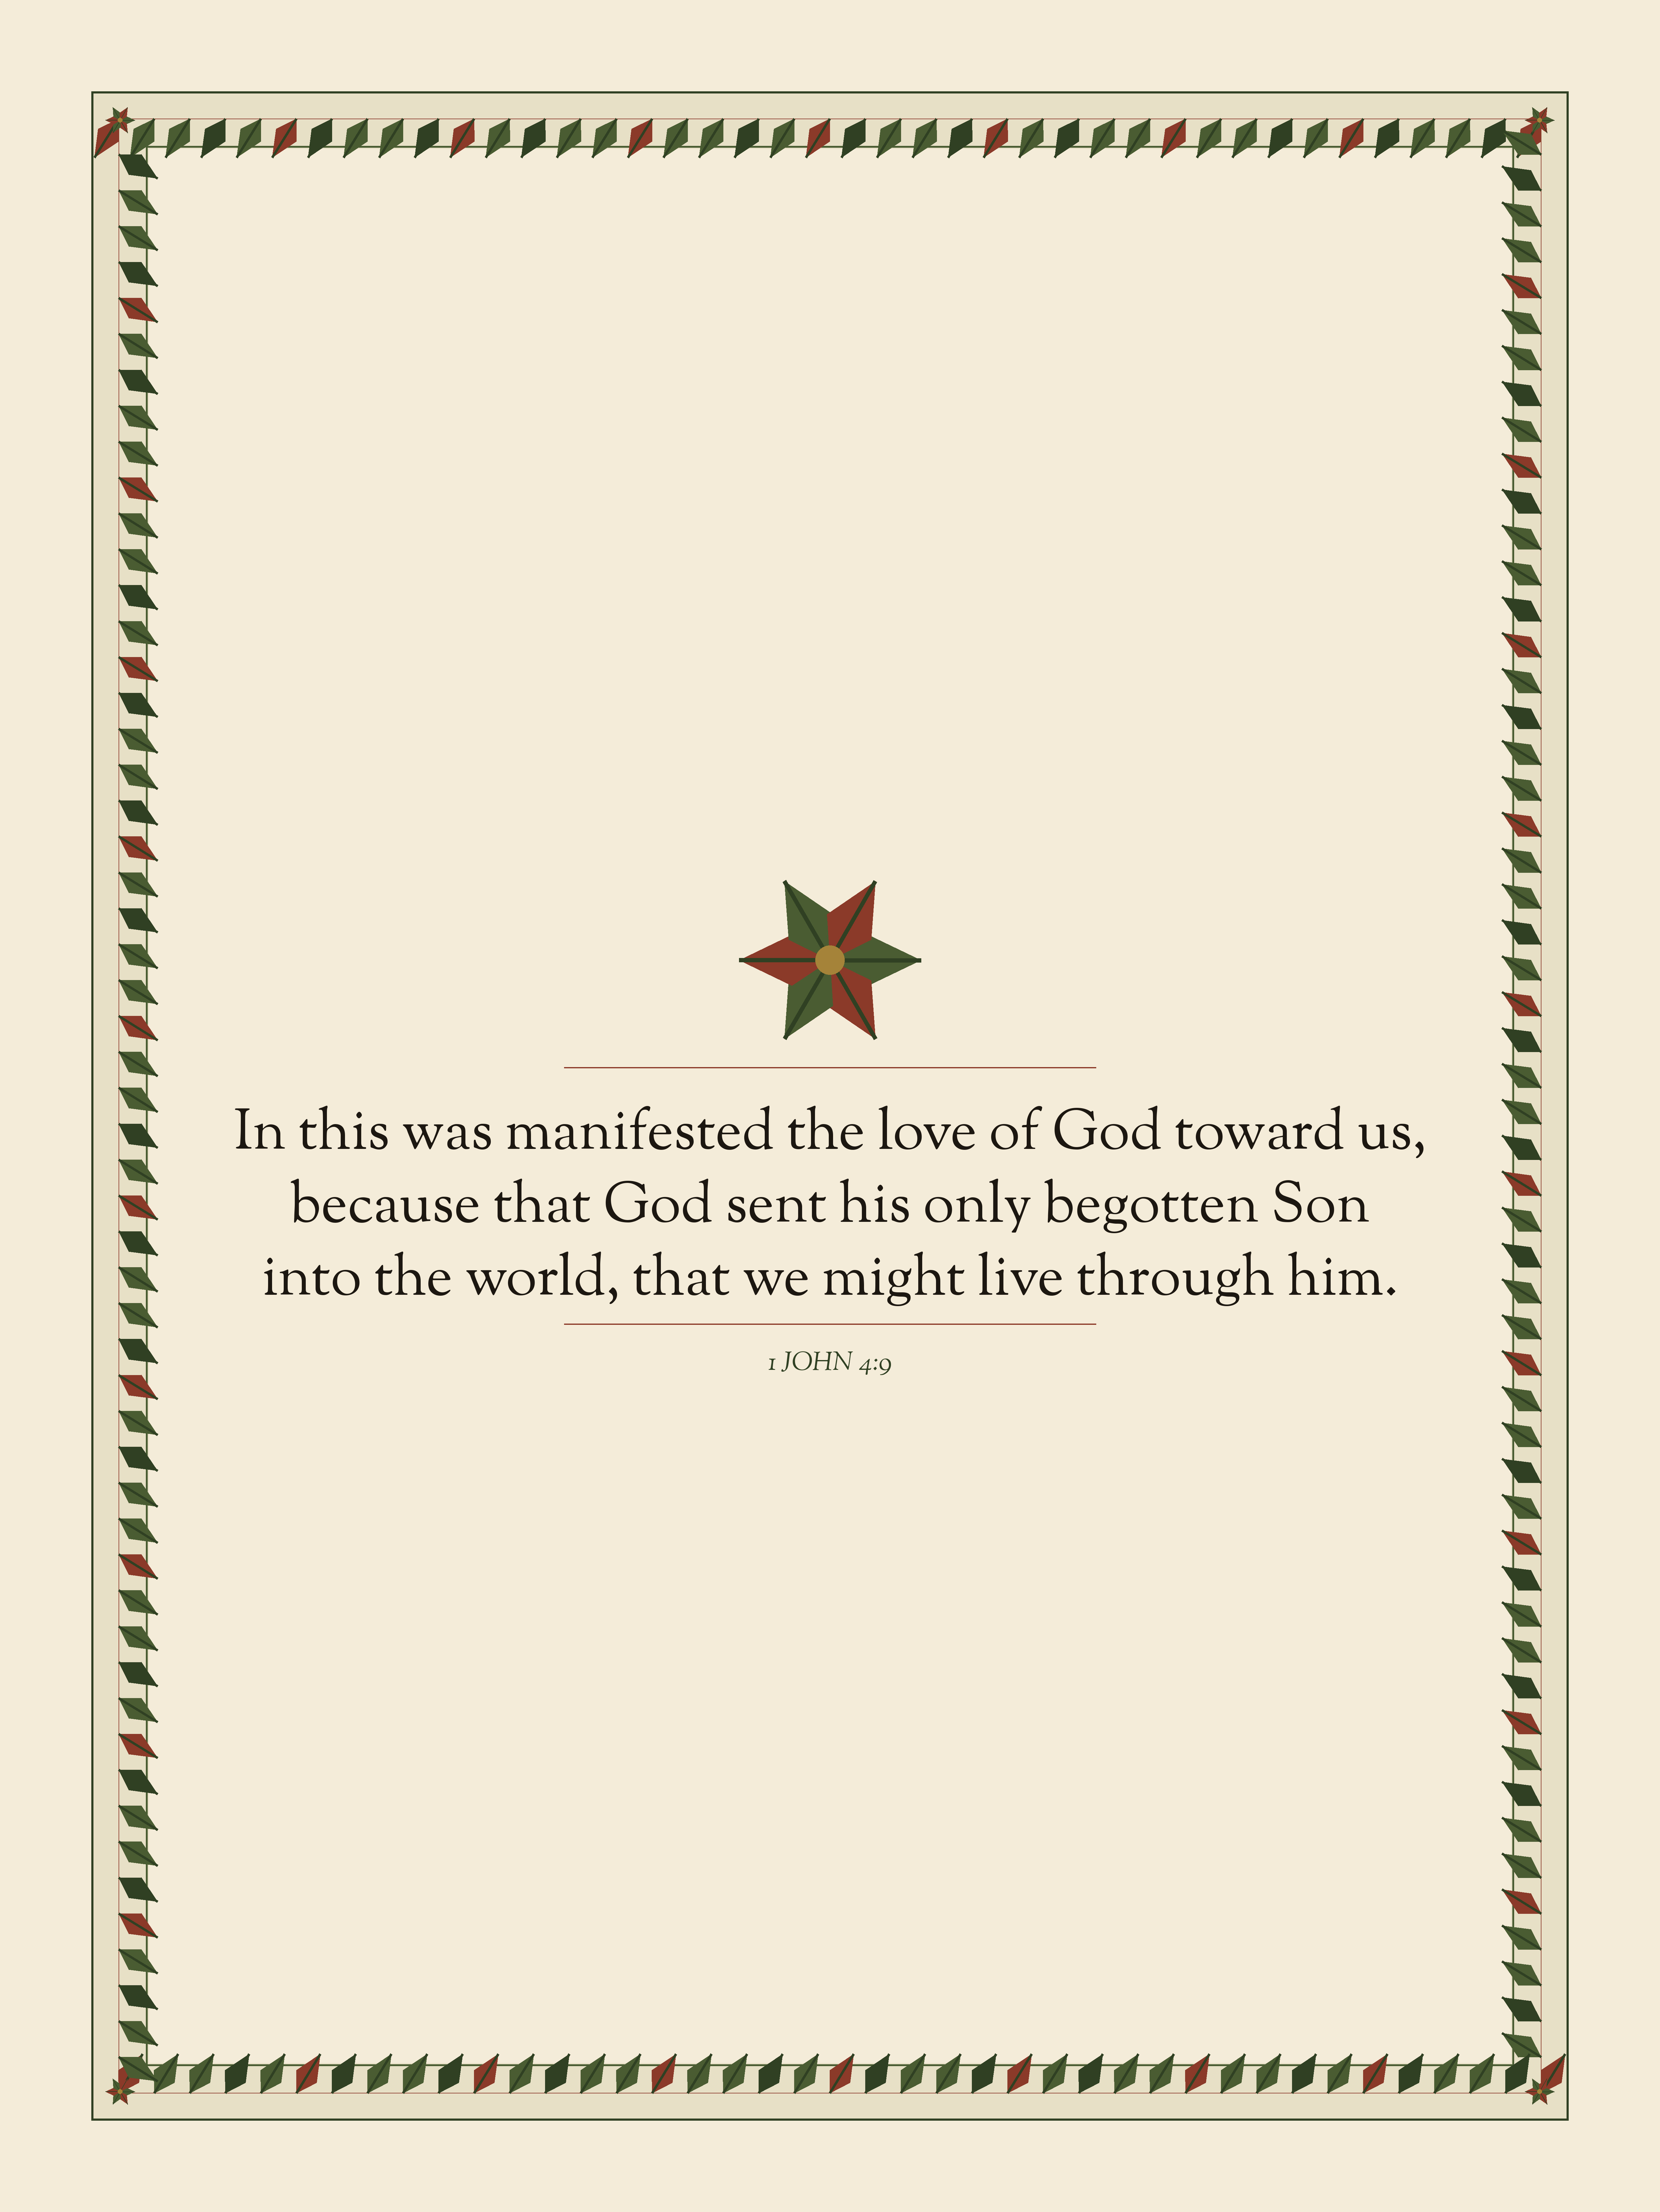 In this was manifested the love of God toward us,
because that God sent his only begotten Son
into the world, that we might live through him.
1 JOHN 4:9